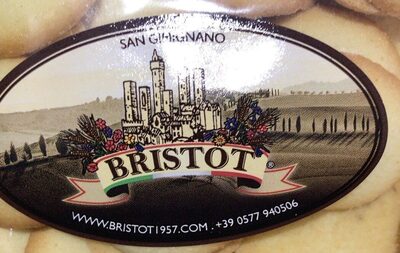 SAN GIMIGNANO
BRISTOT®
WWW.BRISTOT1957.COM . +39 0577 940506